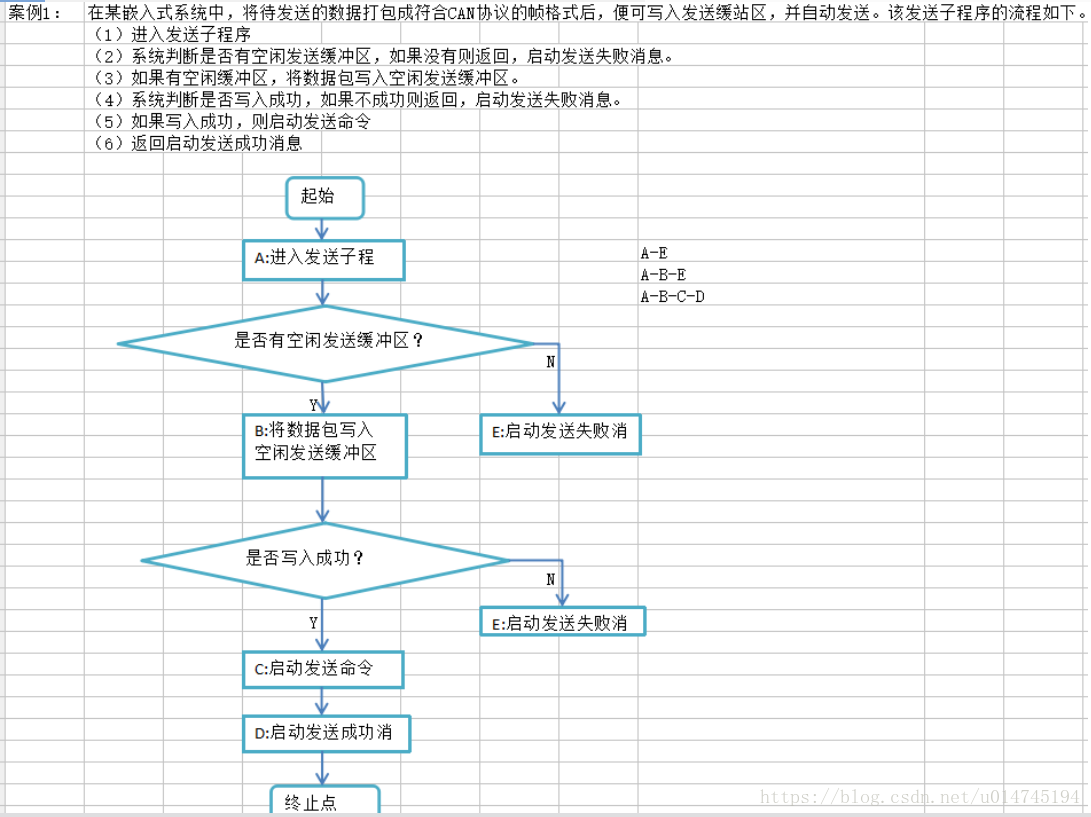 案例1： 在某嵌入式系统中，将待发送的数据打包成符合CAN协议的帧格式后，便可写入发送缓站区，并自动发送。该发送子程序的流程如下。
（1）进入发送子程序
（2）系统判断是否有空闲发送缓冲区，如果没有则返回，启动发送失败消息。
（3）如果有空闲缓冲区，将数据包写入空闲发送缓冲区。
（4）系统判断是否写入成功，如果不成功则返回，启动发送失败消息。
（5）如果写入成功，则启动发送命令
（6）返回启动发送成功消息
起始
A:进入发送子程
A-E
A-B-E
A-B-C-D
是否有空闲发送缓冲区？
N
Y
B:将数据包写入
空闲发送缓冲区
E:启动发送失败消
是否写入成功？
N
Y
E:启动发送失败消
C:启动发送命令
D:启动发送成功消
终止点
https://blog.csdn.net/u014745194